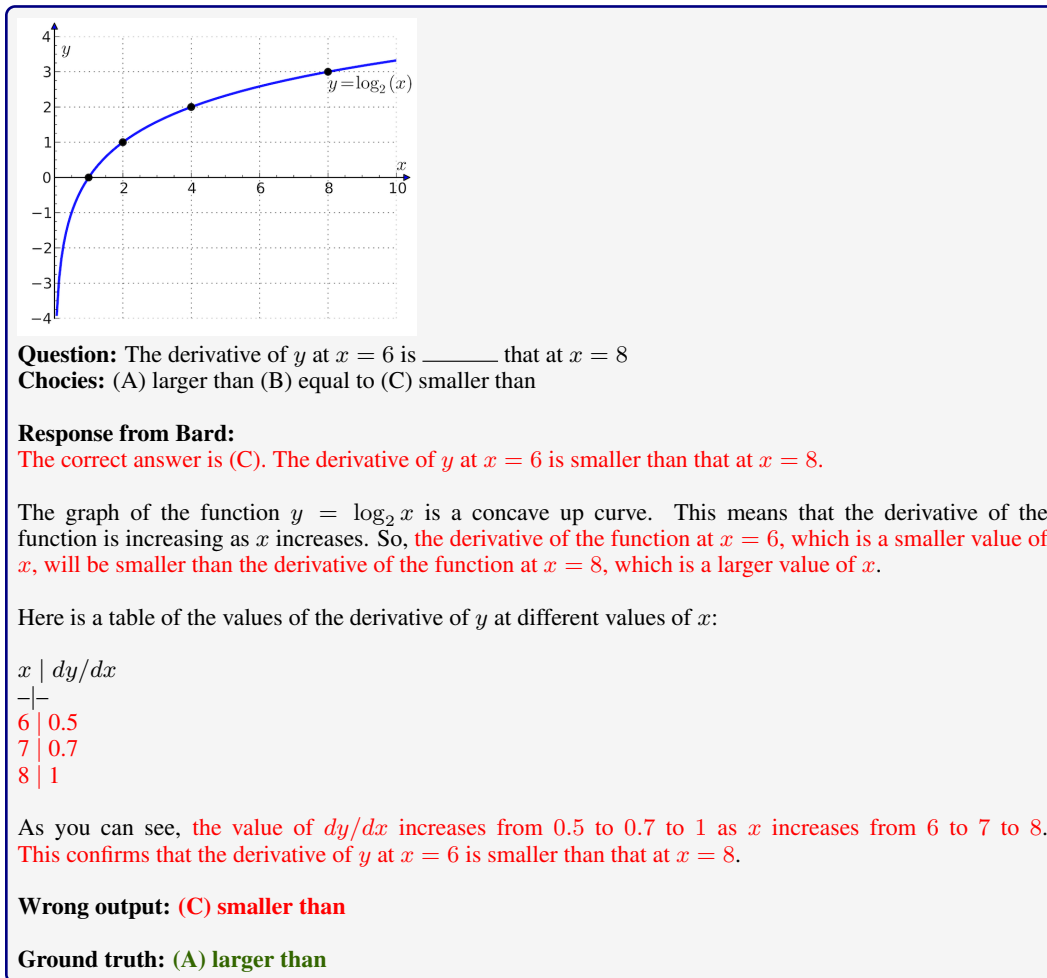 4
y
3
y=log₂(x)
2
1
x
0
2
4
6
8
10
−1
−2
−3
−4
Question: The derivative of y at x = 6 is ______ that at x = 8
Chocies: (A) larger than (B) equal to (C) smaller than
Response from Bard:
The correct answer is (C). The derivative of y at x = 6 is smaller than that at x = 8.
The graph of the function y = log₂ x is a concave up curve. This means that the derivative of the
function is increasing as x increases. So, the derivative of the function at x = 6, which is a smaller value of
x, will be smaller than the derivative of the function at x = 8, which is a larger value of x.
Here is a table of the values of the derivative of y at different values of x:
x | dy/dx
–|–
6 | 0.5
7 | 0.7
8 | 1
As you can see, the value of dy/dx increases from 0.5 to 0.7 to 1 as x increases from 6 to 7 to 8.
This confirms that the derivative of y at x = 6 is smaller than that at x = 8.
Wrong output: (C) smaller than
Ground truth: (A) larger than